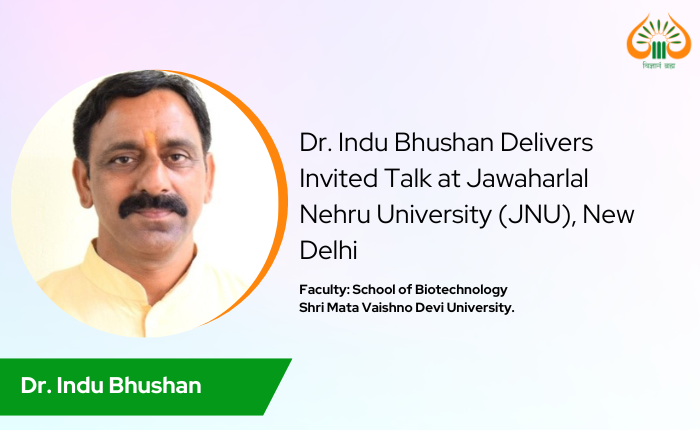 विज्ञानं ब्रह्म
Dr. Indu Bhushan Delivers
Invited Talk at Jawaharlal
Nehru University (JNU), New
Delhi
Faculty: School of Biotechnology
Shri Mata Vaishno Devi University.
Dr. Indu Bhushan